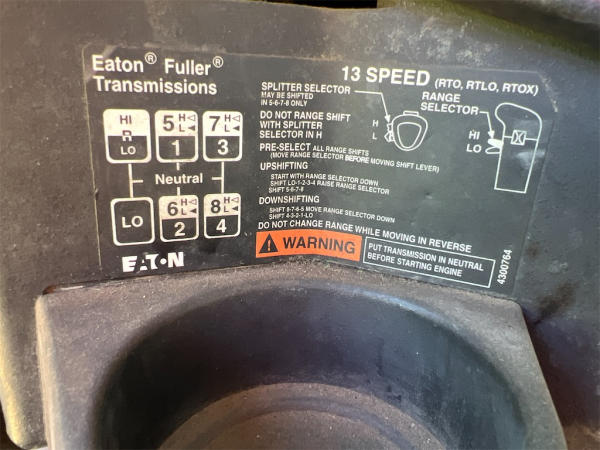 Eaton® Fuller®
Transmissions
13 SPEED (RTO, RTLO, RTOX)
HI
R
LO
5 H
L
1
7 H
L
3
Neutral
LO
6 H
L
2
8 H
L
4
EATON
SPLITTER SELECTOR
MAY BE SHIFTED
IN 5-6-7-8 ONLY
H
L
RANGE
SELECTOR
HI
LO
DO NOT RANGE SHIFT
WITH SPLITTER
SELECTOR IN H
PRE-SELECT ALL RANGE SHIFTS
(MOVE RANGE SELECTOR BEFORE MOVING SHIFT LEVER)
UPSHIFTING
START WITH RANGE SELECTOR DOWN
SHIFT LO-1-2-3-4 RAISE RANGE SELECTOR
SHIFT 5-6-7-8
DOWNSHIFTING
SHIFT 8-7-6-5 MOVE RANGE SELECTOR DOWN
SHIFT 4-3-2-1-LO
DO NOT CHANGE RANGE WHILE MOVING IN REVERSE
WARNING
PUT TRANSMISSION IN NEUTRAL
BEFORE STARTING ENGINE
4300764